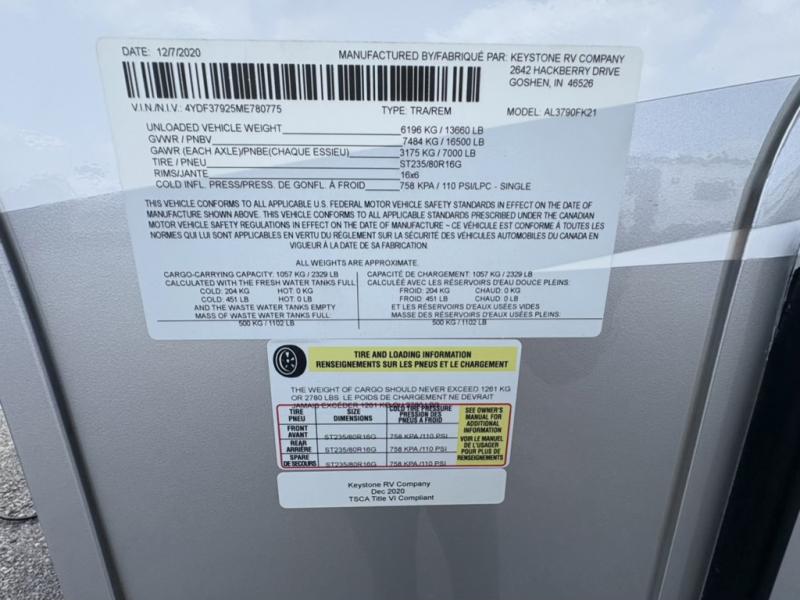 DATE: 12/7/2020 MANUFACTURED BY/FABRIQUÉ PAR: KEYSTONE RV COMPANY
2642 HACKBERRY DRIVE
GOSHEN, IN 46526
V.I.N./N.I.V.: 4YDF37925ME780775 TYPE: TRA/REM MODEL: AL3790FK21
UNLOADED VEHICLE WEIGHT 6196 KG / 13660 LB
GVWR / PNBV 7484 KG / 16500 LB
GAWR (EACH AXLE)/PNBE(CHAQUE ESSIEU) 3175 KG / 7000 LB
TIRE / PNEU ST235/80R16G
RIMS/JANTE 16x6
COLD INFL. PRESS/PRESS. DE GONFL. À FROID 758 KPA / 110 PSI/LPC - SINGLE
THIS VEHICLE CONFORMS TO ALL APPLICABLE U.S. FEDERAL MOTOR VEHICLE SAFETY STANDARDS IN EFFECT ON THE DATE OF
MANUFACTURE SHOWN ABOVE. THIS VEHICLE CONFORMS TO ALL APPLICABLE STANDARDS PRESCRIBED UNDER THE CANADIAN
MOTOR VEHICLE SAFETY REGULATIONS IN EFFECT ON THE DATE OF MANUFACTURE – CE VÉHICULE EST CONFORME À TOUTES LES
NORMES QUI LUI SONT APPLICABLES EN VERTU DU RÈGLEMENT SUR LA SÉCURITÉ DES VÉHICULES AUTOMOBILES DU CANADA EN
VIGUEUR À LA DATE DE SA FABRICATION.
ALL WEIGHTS ARE APPROXIMATE.
CARGO-CARRYING CAPACITY: 1057 KG / 2329 LB
CALCULATED WITH THE FRESH WATER TANKS FULL:
COLD: 204 KG HOT: 0 KG
COLD: 451 LB HOT: 0 LB
AND THE WASTE WATER TANKS EMPTY
MASS OF WASTE WATER TANKS FULL:
500 KG / 1102 LB
CAPACITÉ DE CHARGEMENT: 1057 KG / 2329 LB
CALCULÉE AVEC LES RÉSERVOIRS D'EAU DOUCE PLEINS:
FROID: 204 KG CHAUD: 0 KG
FROID: 451 LB CHAUD: 0 LB
ET LES RÉSERVOIRS D'EAUX USÉES VIDES
MASSE DES RÉSERVOIRS D'EAUX USÉES PLEINS:
500 KG / 1102 LB
TIRE AND LOADING INFORMATION
RENSEIGNEMENTS SUR LES PNEUS ET LE CHARGEMENT
THE WEIGHT OF CARGO SHOULD NEVER EXCEED 1261 KG
OR 2780 LBS. LE POIDS DE CHARGEMENT NE DEVRAIT
JAMAIS EXCÉDER 1261 KG OU 2780 LBS.
TIRE SIZE COLD TIRE PRESSURE
PNEU DIMENSIONS PRESSION DES
PNEUS A FROID
FRONT
AVANT ST235/80R16G 758 KPA /110 PSI
REAR
ARRIÈRE ST235/80R16G 758 KPA /110 PSI
SPARE
DE SECOURS ST235/80R16G 758 KPA /110 PSI
SEE OWNER'S
MANUAL FOR
ADDITIONAL
INFORMATION
VOIR LE MANUEL
DE L'USAGER
POUR PLUS DE
RENSEIGNEMENTS
Keystone RV Company
Dec 2020
TSCA Title VI Compliant